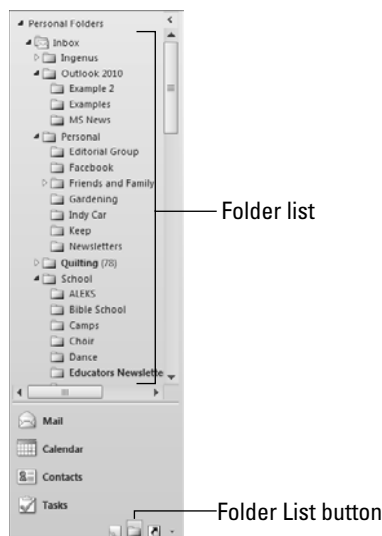 Personal Folders
Inbox
Ingenus
Outlook 2010
Example 2
Examples
MS News
Personal
Editorial Group
Facebook
Friends and Family
Gardening
Indy Car
Keep
Newsletters
Quilting (78)
School
ALEKS
Bible School
Camps
Choir
Dance
Educators Newslette
Mail
Calendar
Contacts
Tasks
Folder list
Folder List button